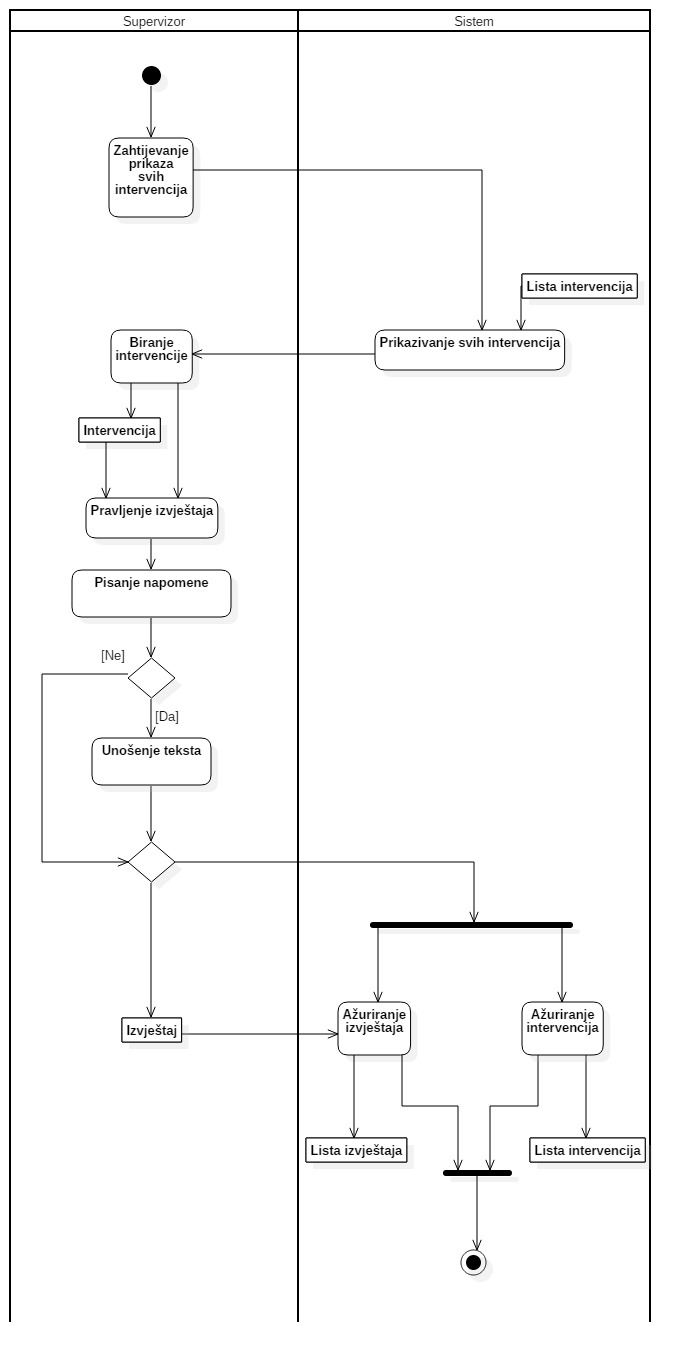 Supervizor
Sistem
Zahtijevanje
prikaza
svih
intervencija
Lista intervencija
Biranje
intervencije
Prikazivanje svih intervencija
Intervencija
Pravljenje izvještaja
Pisanje napomene
[Ne]
[Da]
Unošenje teksta
Izvještaj
Ažuriranje
izvještaja
Ažuriranje
intervencija
Lista izvještaja
Lista intervencija